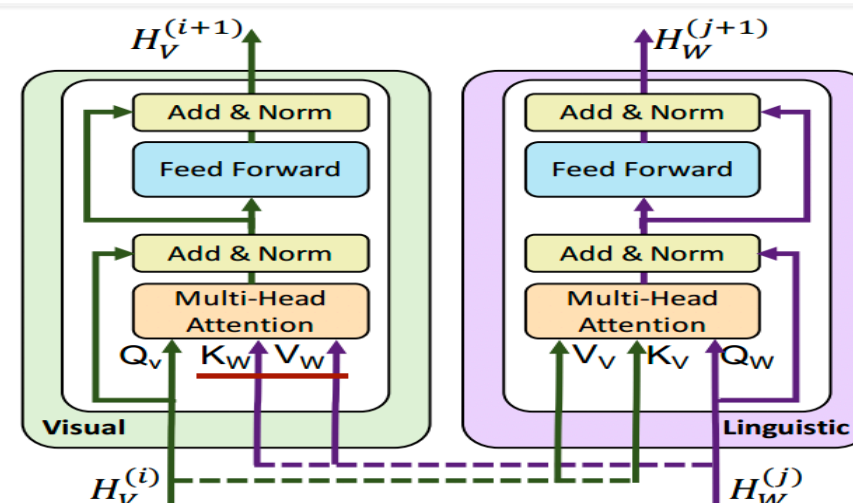 H_V^(i+1)
Add & Norm
Feed Forward
Add & Norm
Multi-Head
Attention
Q_v K_W V_W
Visual
H_V^(i)
H_W^(j+1)
Add & Norm
Feed Forward
Add & Norm
Multi-Head
Attention
V_V K_V Q_W
Linguistic
H_W^(j)